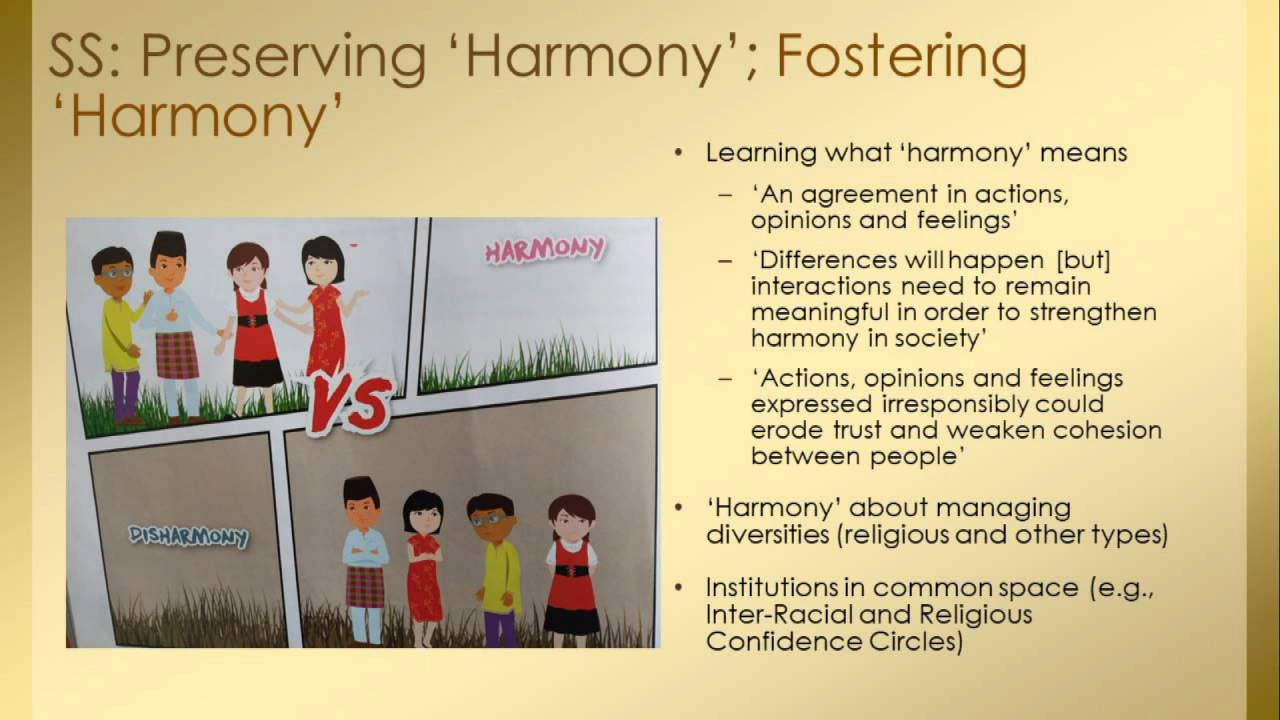 SS: Preserving ‘Harmony’; Fostering
‘Harmony’
HARMONY
VS
DISHARMONY
• Learning what ‘harmony’ means
– ‘An agreement in actions,
opinions and feelings’
– ‘Differences will happen [but]
interactions need to remain
meaningful in order to strengthen
harmony in society’
– ‘Actions, opinions and feelings
expressed irresponsibly could
erode trust and weaken cohesion
between people’
• ‘Harmony’ about managing
diversities (religious and other types)
• Institutions in common space (e.g.,
Inter-Racial and Religious
Confidence Circles)